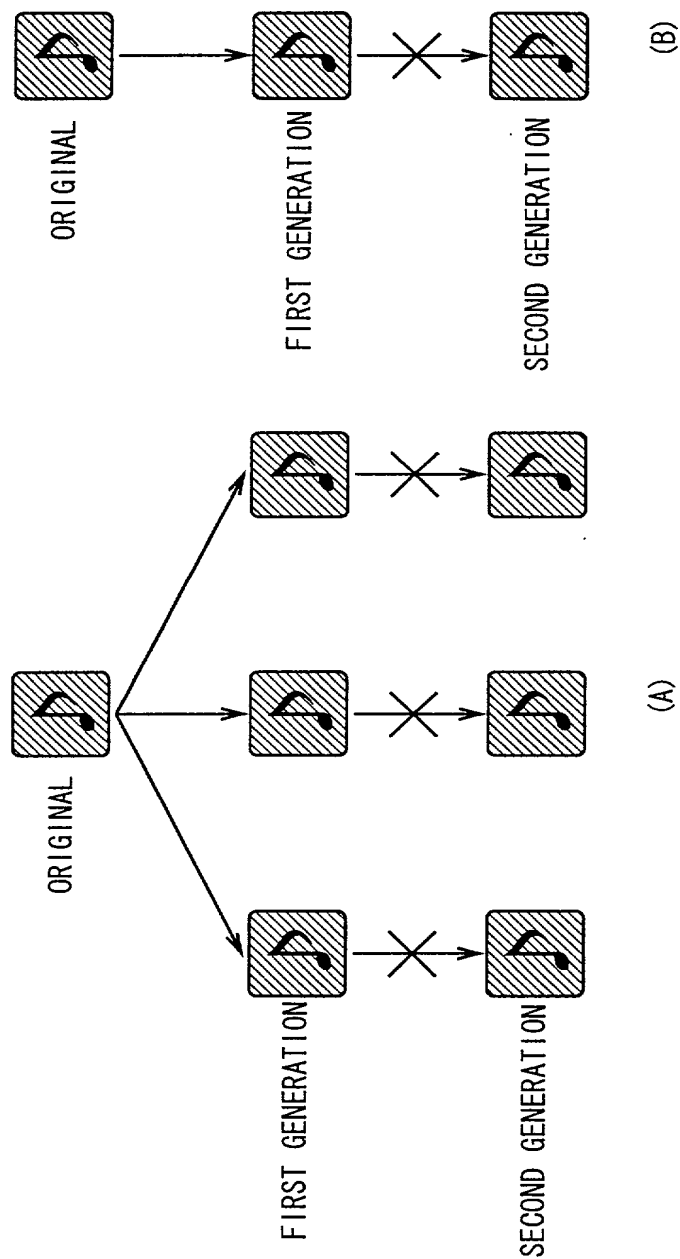 ORIGINAL
FIRST GENERATION
SECOND GENERATION
(A)
ORIGINAL
FIRST GENERATION
SECOND GENERATION
(B)